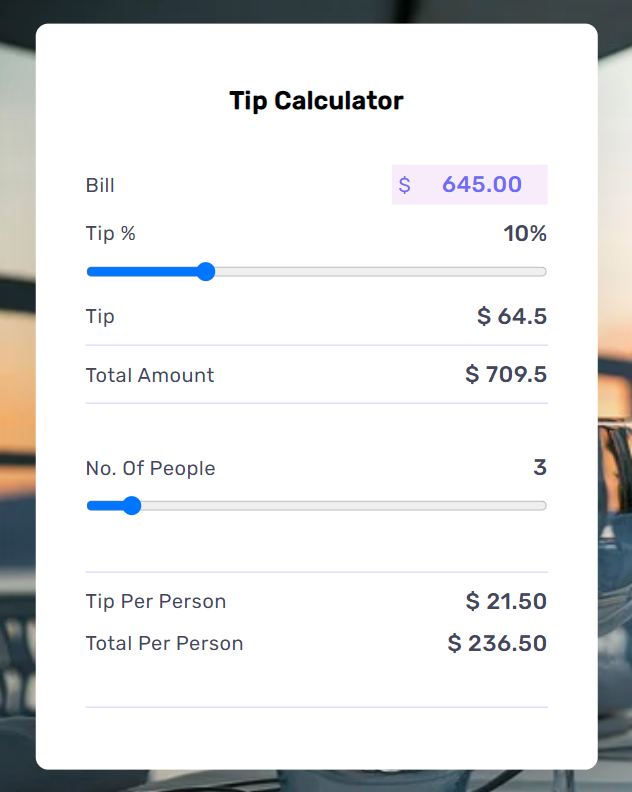 Tip Calculator
Bill $ 645.00
Tip % 10%
Tip $ 64.5
Total Amount $ 709.5
No. Of People 3
Tip Per Person $ 21.50
Total Per Person $ 236.50